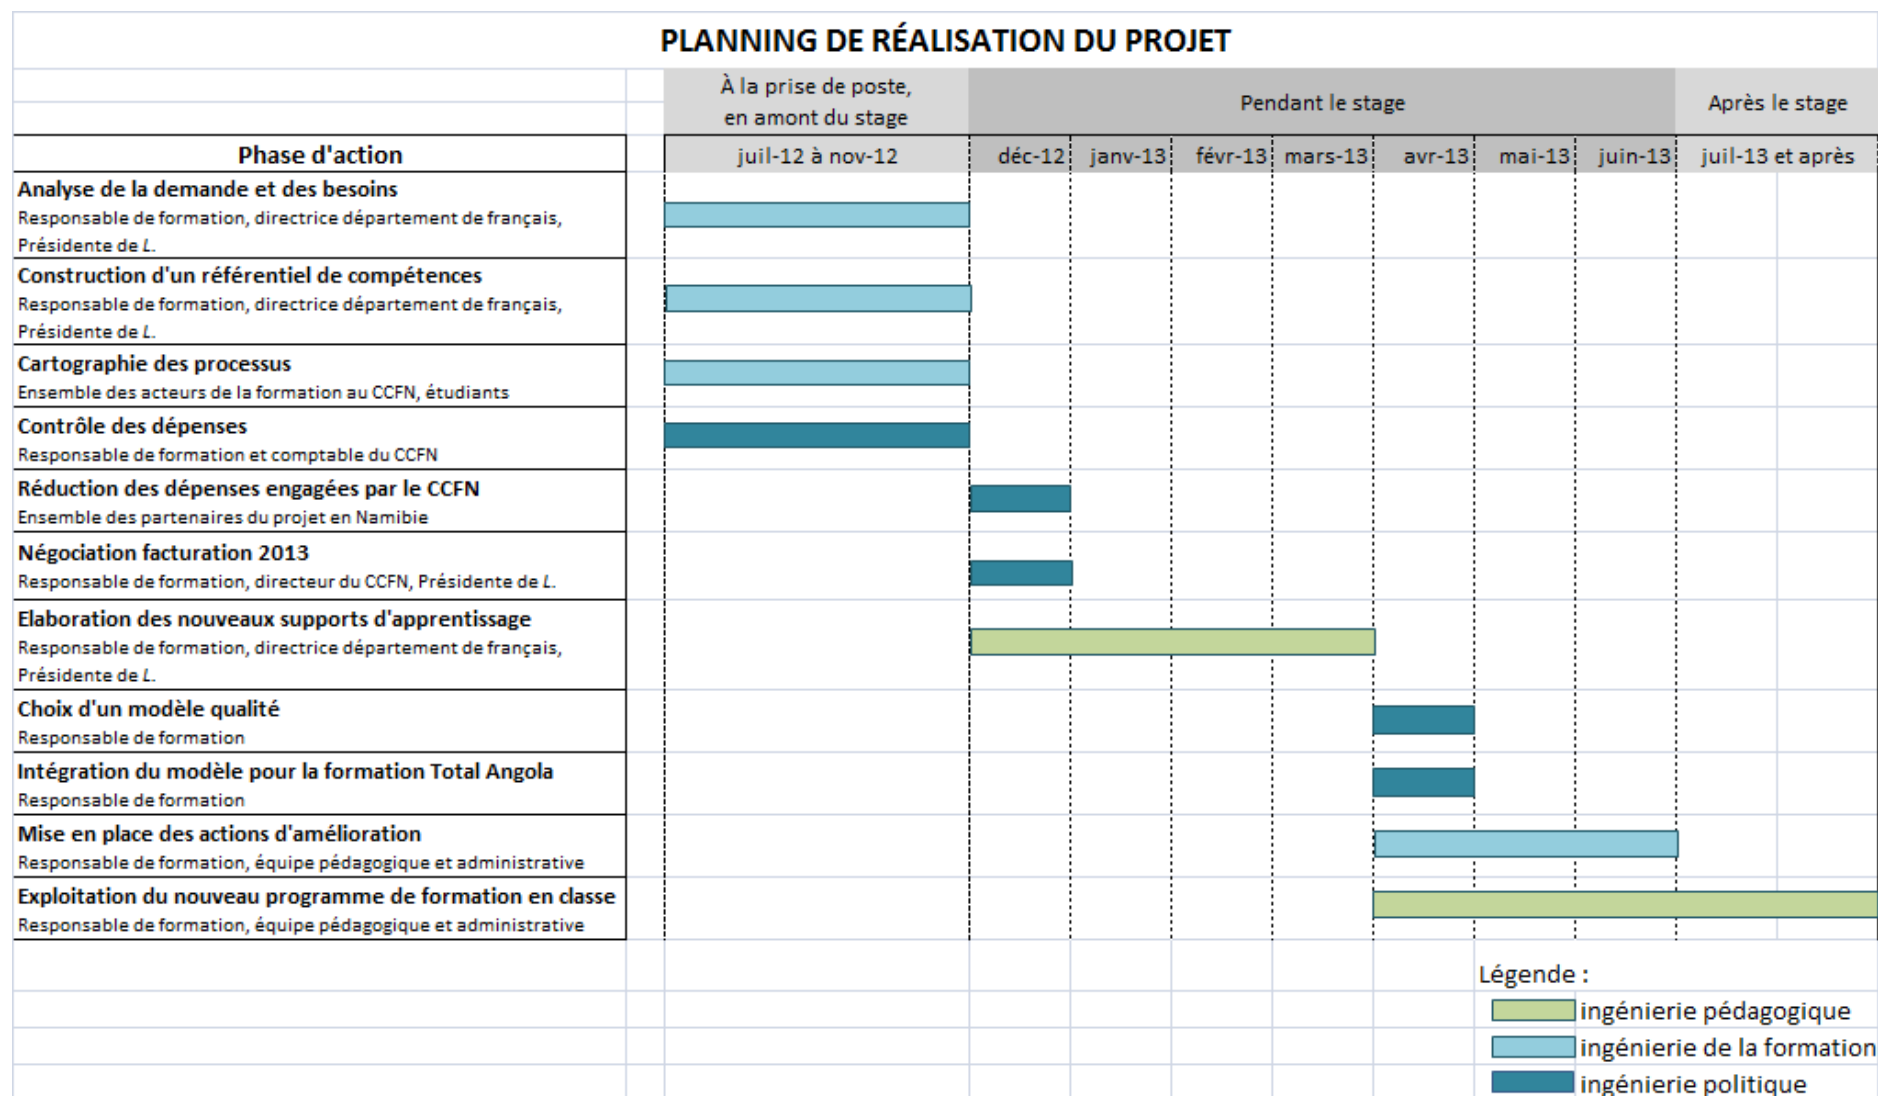 PLANNING DE RÉALISATION DU PROJET
À la prise de poste,
en amont du stage
Pendant le stage
Après le stage
Phase d'action
juil-12 à nov-12
déc-12
janv-13
févr-13
mars-13
avr-13
mai-13
juin-13
juil-13 et après
Analyse de la demande et des besoins
Responsable de formation, directrice département de français,
Présidente de L.
Construction d'un référentiel de compétences
Responsable de formation, directrice département de français,
Présidente de L.
Cartographie des processus
Ensemble des acteurs de la formation au CCFN, étudiants
Contrôle des dépenses
Responsable de formation et comptable du CCFN
Réduction des dépenses engagées par le CCFN
Ensemble des partenaires du projet en Namibie
Négociation facturation 2013
Responsable de formation, directeur du CCFN, Présidente de L.
Elaboration des nouveaux supports d'apprentissage
Responsable de formation, directrice département de français,
Présidente de L.
Choix d'un modèle qualité
Responsable de formation
Intégration du modèle pour la formation Total Angola
Responsable de formation
Mise en place des actions d'amélioration
Responsable de formation, équipe pédagogique et administrative
Exploitation du nouveau programme de formation en classe
Responsable de formation, équipe pédagogique et administrative
Légende :
ingénierie pédagogique
ingénierie de la formation
ingénierie politique